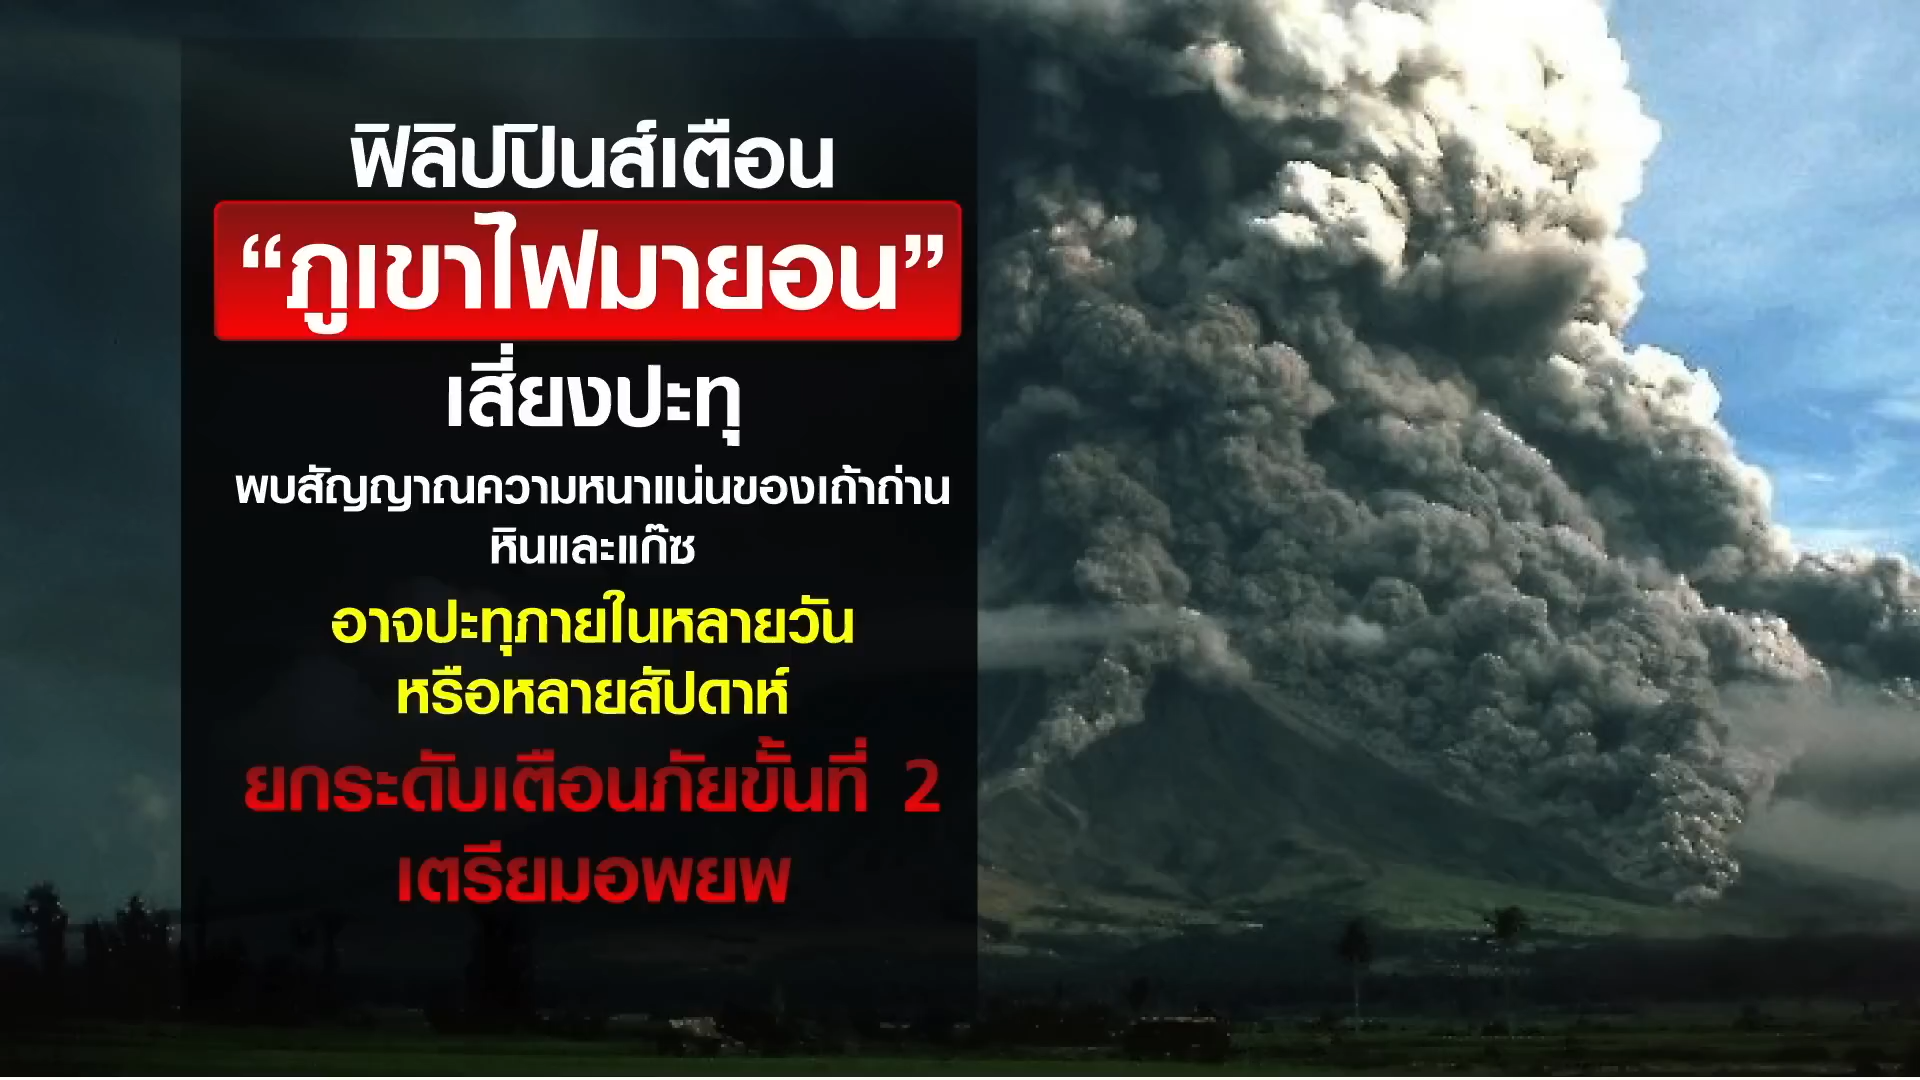 ฟิลิปปินส์เตือน
“ภูเขาไฟมายอน”
เสี่ยงปะทุ
พบสัญญาณความหนาแน่นของเถ้าถ่าน
หินและแก๊ซ
อาจปะทุภายในหลายวัน
หรือหลายสัปดาห์
ยกระดับเตือนภัยขั้นที่ 2
เตรียมอพยพ